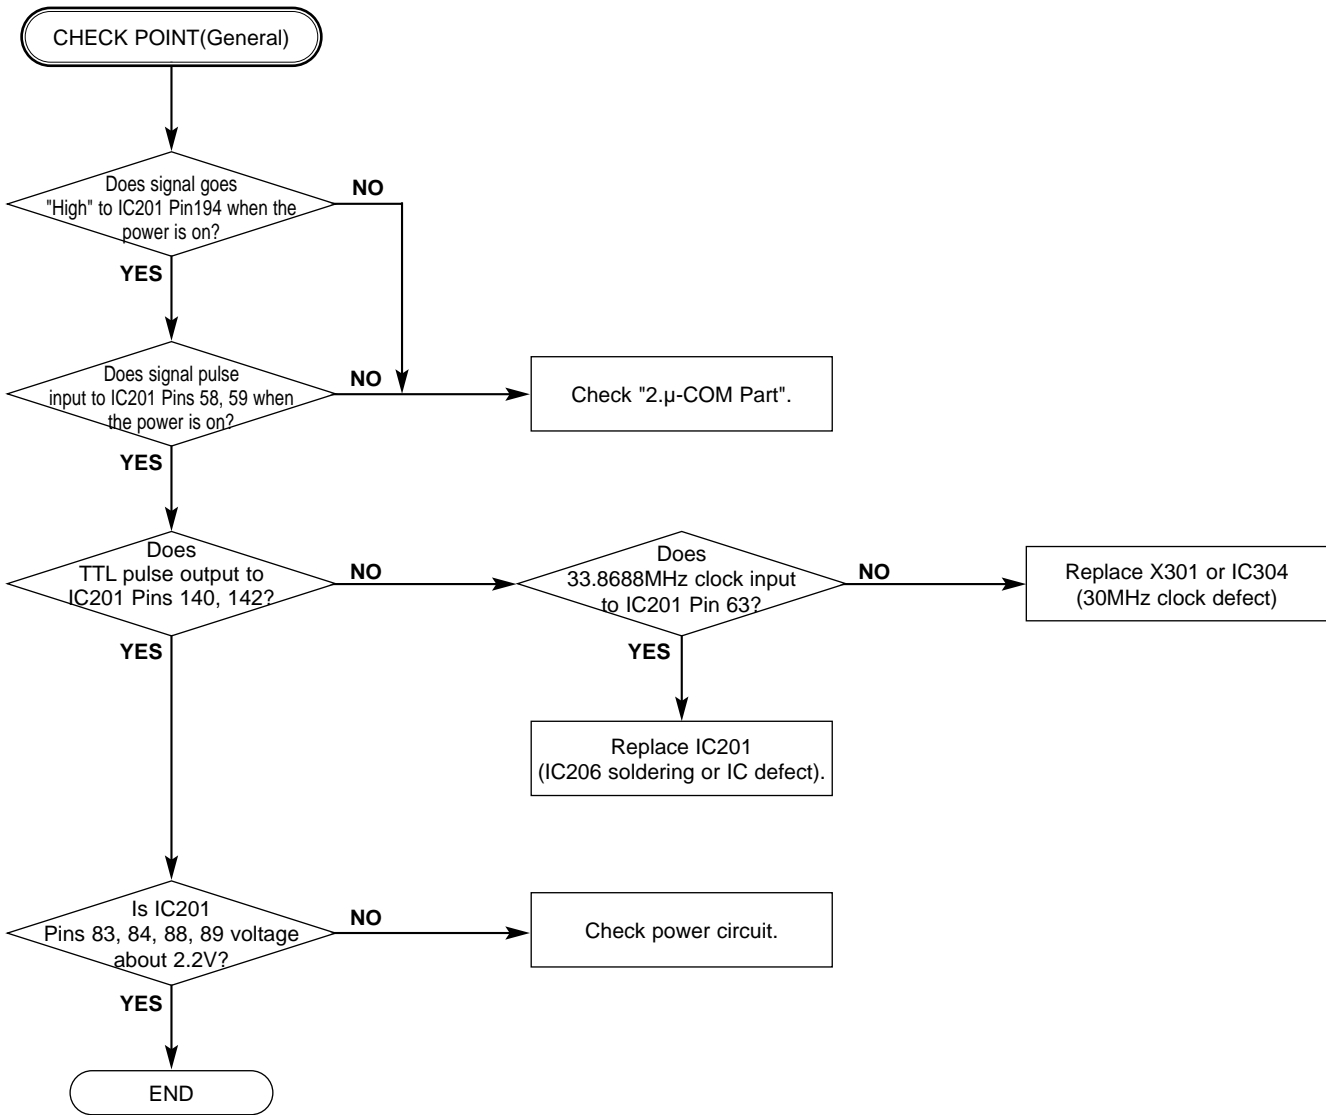 CHECK POINT(General)
Does signal goes
"High" to IC201 Pin194 when the
power is on?
NO
YES
Does signal pulse
input to IC201 Pins 58, 59 when
the power is on?
NO
Check "2.µ-COM Part".
YES
Does
TTL pulse output to
IC201 Pins 140, 142?
NO
Does
33.8688MHz clock input
to IC201 Pin 63?
NO
Replace X301 or IC304
(30MHz clock defect)
YES
YES
Replace IC201
(IC206 soldering or IC defect).
Is IC201
Pins 83, 84, 88, 89 voltage
about 2.2V?
NO
Check power circuit.
YES
END